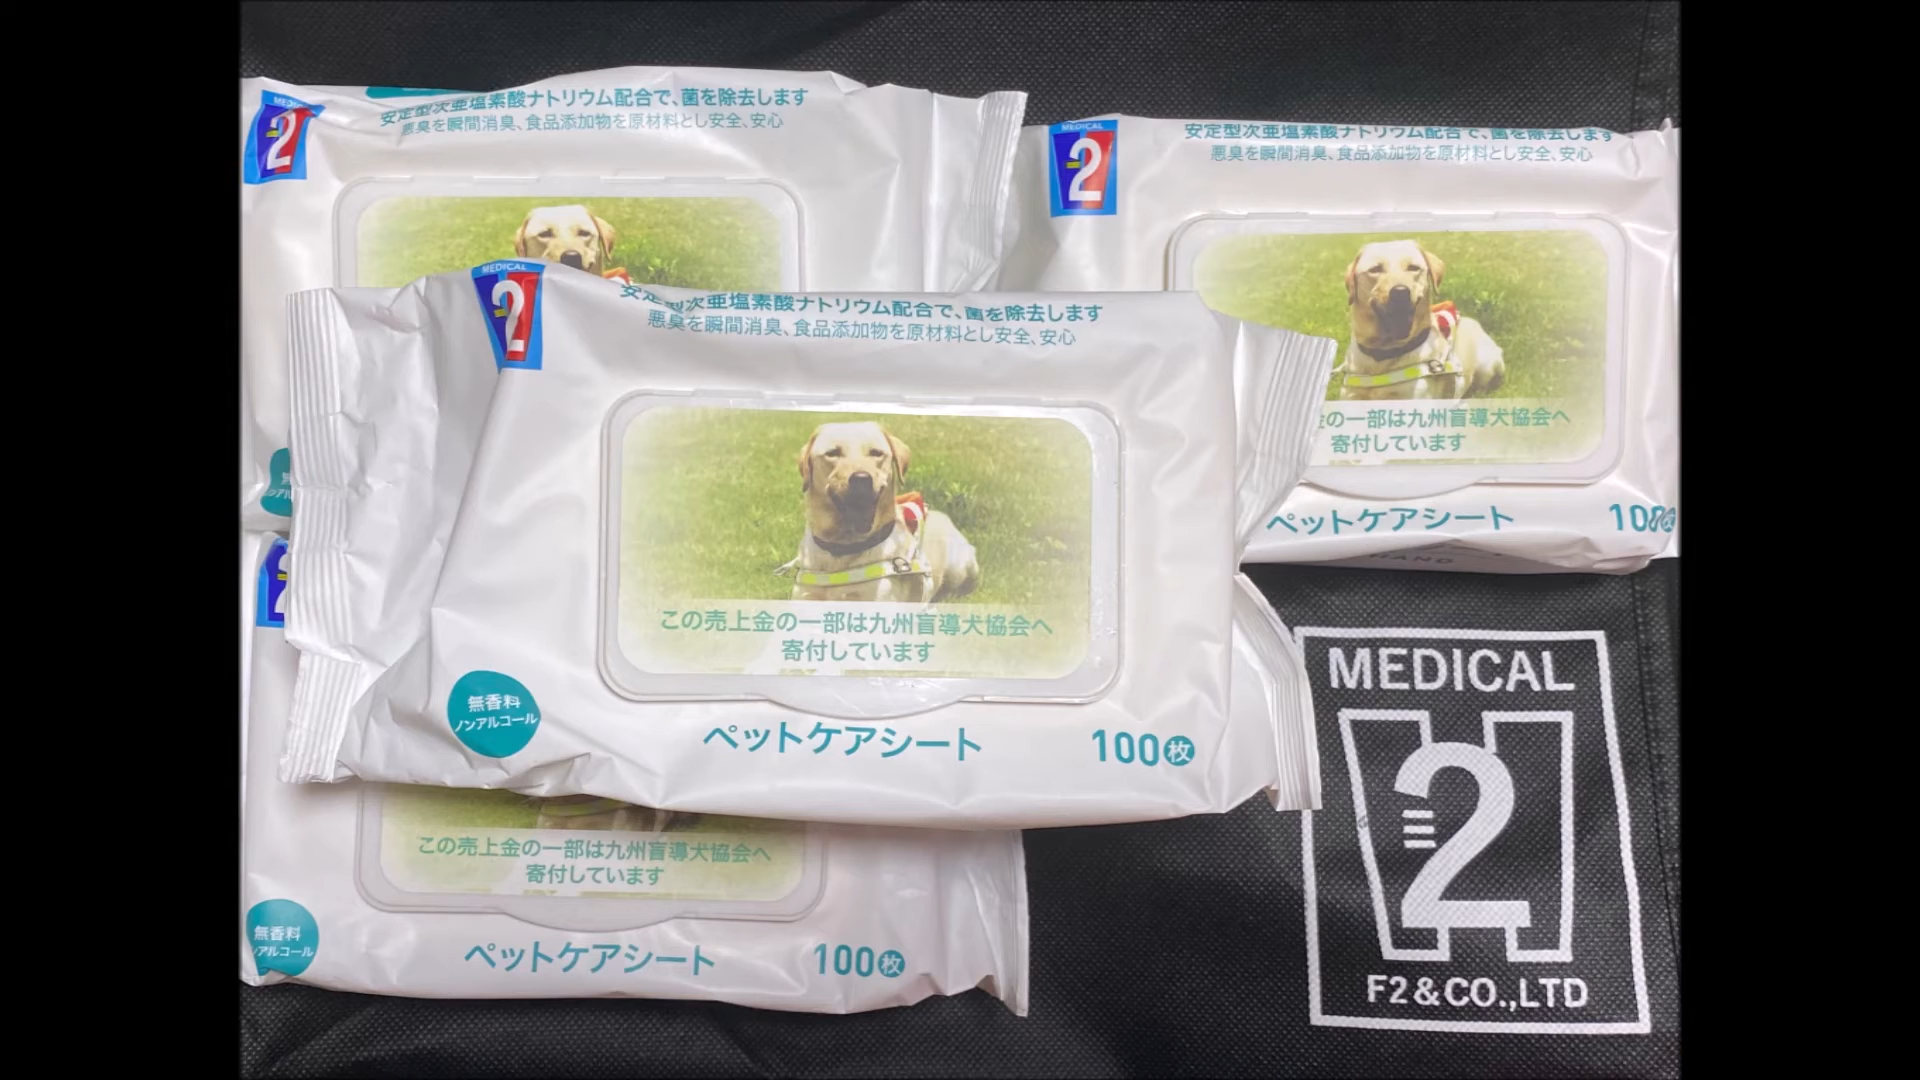 MEDICAL
2
安定型次亜塩素酸ナトリウム配合で、菌を除去します
悪臭を瞬間消臭、食品添加物を原材料とし安全、安心
MEDICAL
2
安定型次亜塩素酸ナトリウム配合で、菌を除去します
悪臭を瞬間消臭、食品添加物を原材料とし安全、安心
金の一部は九州盲導犬協会へ
寄付しています
ペットケアシート 100枚
MEDICAL
2
安定型次亜塩素酸ナトリウム配合で、菌を除去します
悪臭を瞬間消臭、食品添加物を原材料とし安全、安心
この売上金の一部は九州盲導犬協会へ
寄付しています
無香料
ノンアルコール
ペットケアシート 100枚
この売上金の一部は九州盲導犬協会へ
寄付しています
無香料
アルコール
ペットケアシート 100枚
MEDICAL
2
F2&CO.,LTD